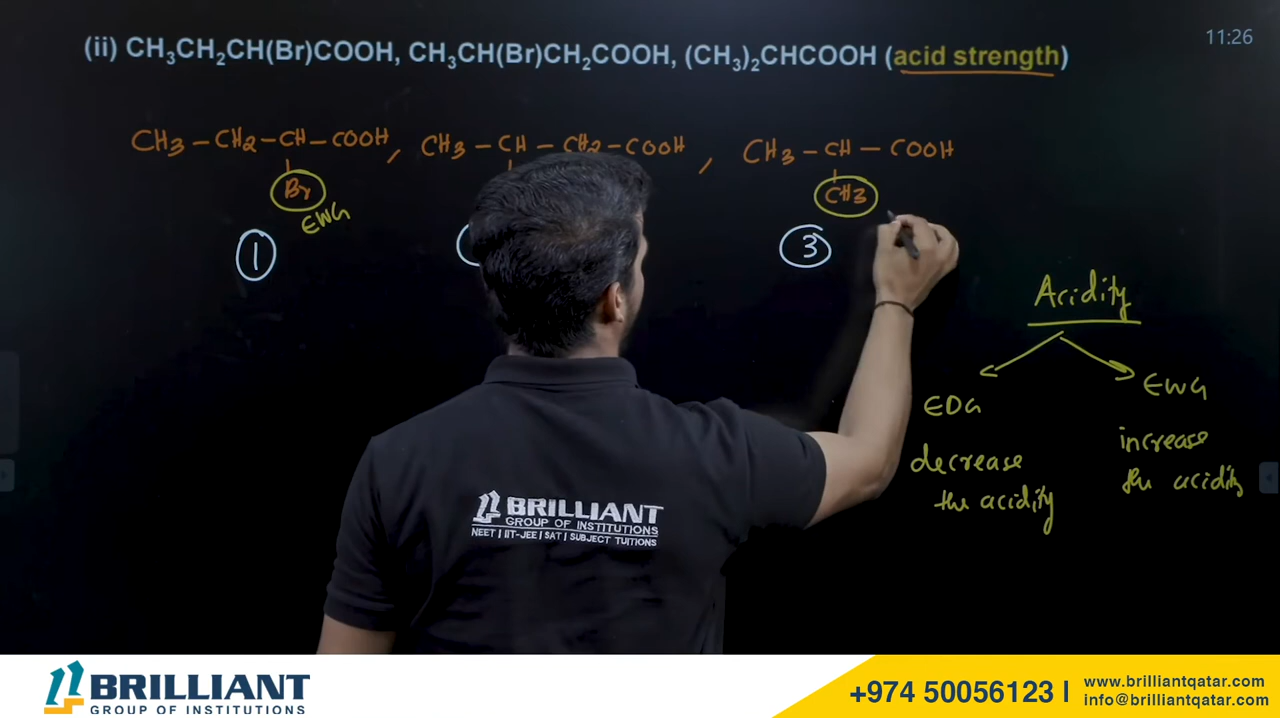 11:26
(ii) CH₃CH₂CH(Br)COOH, CH₃CH(Br)CH₂COOH, (CH₃)₂CHCOOH (acid strength)
CH3 – CH2 – CH – COOH, CH3 – CH – CH2 – COOH, CH3 – CH – COOH
Br CH3
EWG
1 3
Acidity
EDG EWG
decrease the acidity
increase the acidity
BRILLIANT
GROUP OF INSTITUTIONS
NEET | IIT-JEE | SAT | SUBJECT TUITIONS
BRILLIANT
GROUP OF INSTITUTIONS
+974 50056123 |
www.brilliantqatar.com
info@brilliantqatar.com